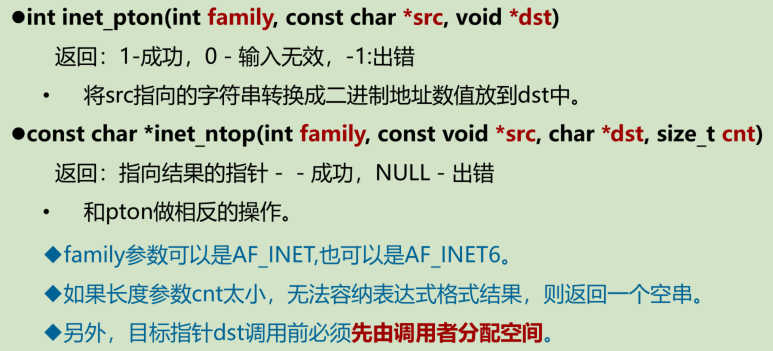 ●int inet_pton(int family, const char *src, void *dst)
返回：1-成功，0 - 输入无效，-1:出错
• 将src指向的字符串转换成二进制地址数值放到dst中。
●const char *inet_ntop(int family, const void *src, char *dst, size_t cnt)
返回：指向结果的指针 - - 成功，NULL - 出错
• 和pton做相反的操作。
◆family参数可以是AF_INET,也可以是AF_INET6。
◆如果长度参数cnt太小，无法容纳表达式格式结果，则返回一个空串。
◆另外，目标指针dst调用前必须先由调用者分配空间。